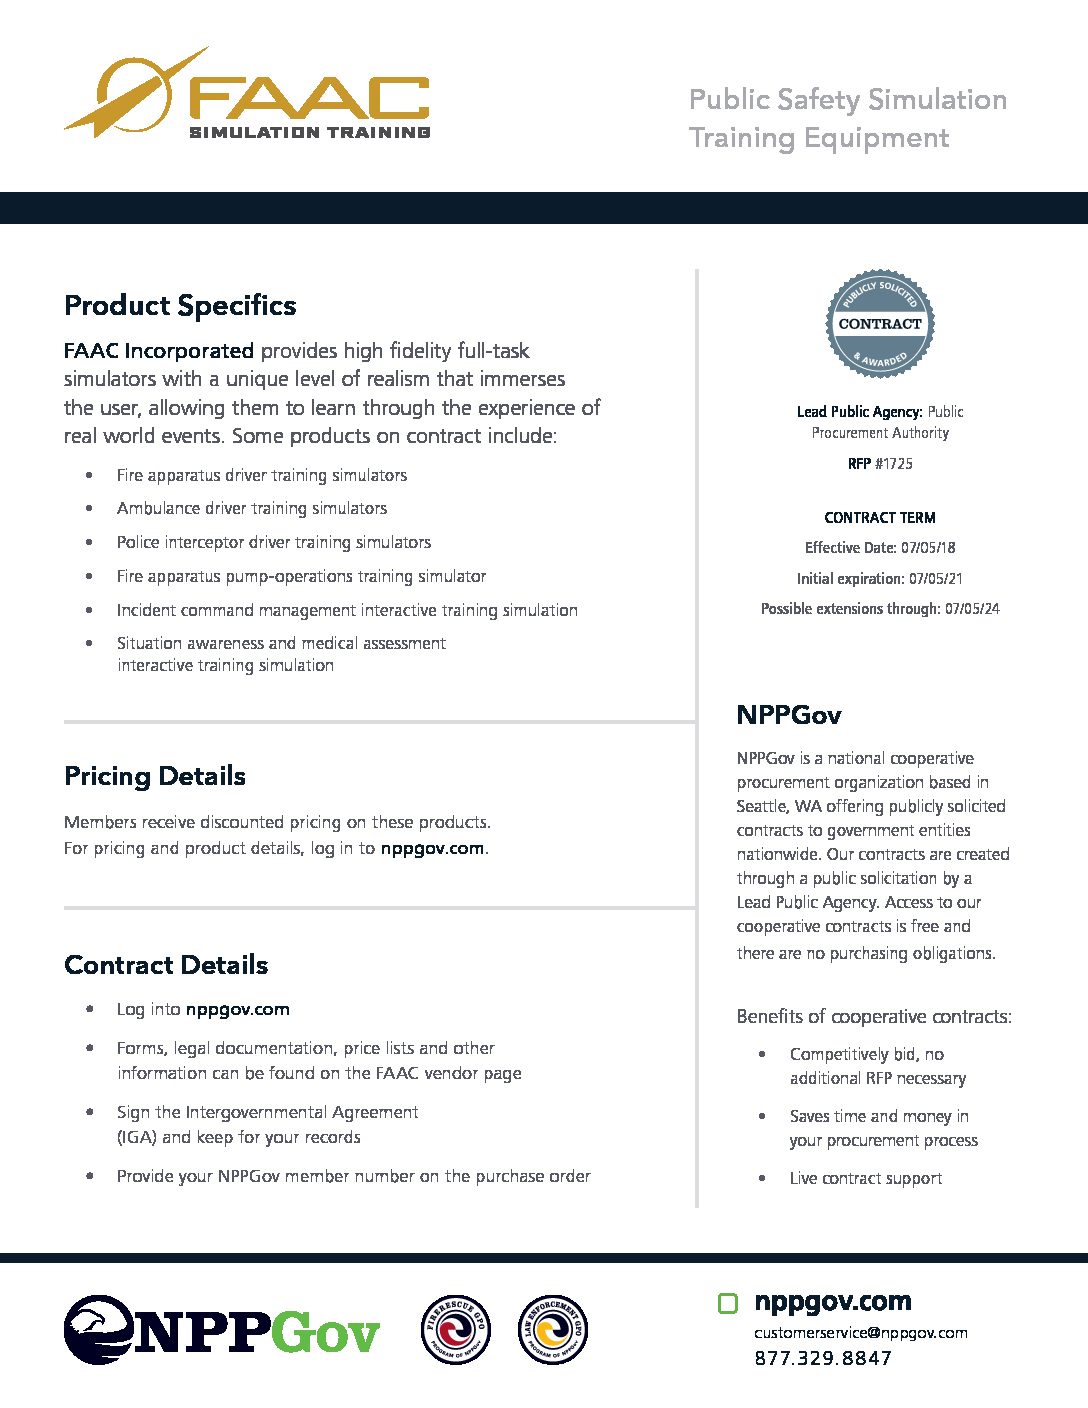 FAAC
SIMULATION TRAINING
Public Safety Simulation
Training Equipment
Product Specifics
FAAC Incorporated provides high fidelity full-task
simulators with a unique level of realism that immerses
the user, allowing them to learn through the experience of
real world events. Some products on contract include:
• Fire apparatus driver training simulators
• Ambulance driver training simulators
• Police interceptor driver training simulators
• Fire apparatus pump-operations training simulator
• Incident command management interactive training simulation
• Situation awareness and medical assessment
interactive training simulation
Pricing Details
Members receive discounted pricing on these products.
For pricing and product details, log in to nppgov.com.
Contract Details
• Log into nppgov.com
• Forms, legal documentation, price lists and other
information can be found on the FAAC vendor page
• Sign the Intergovernmental Agreement
(IGA) and keep for your records
• Provide your NPPGov member number on the purchase order
PUBLICLY SOLICITED
CONTRACT
& AWARDED
Lead Public Agency: Public
Procurement Authority
RFP #1725
CONTRACT TERM
Effective Date: 07/05/18
Initial expiration: 07/05/21
Possible extensions through: 07/05/24
NPPGov
NPPGov is a national cooperative
procurement organization based in
Seattle, WA offering publicly solicited
contracts to government entities
nationwide. Our contracts are created
through a public solicitation by a
Lead Public Agency. Access to our
cooperative contracts is free and
there are no purchasing obligations.
Benefits of cooperative contracts:
• Competitively bid, no
additional RFP necessary
• Saves time and money in
your procurement process
• Live contract support
NPPGov
FIRERESCUE GPO
PROGRAM OF NPPGOV
LAW ENFORCEMENT GPO
PROGRAM OF NPPGOV
nppgov.com
customerservice@nppgov.com
877.329.8847